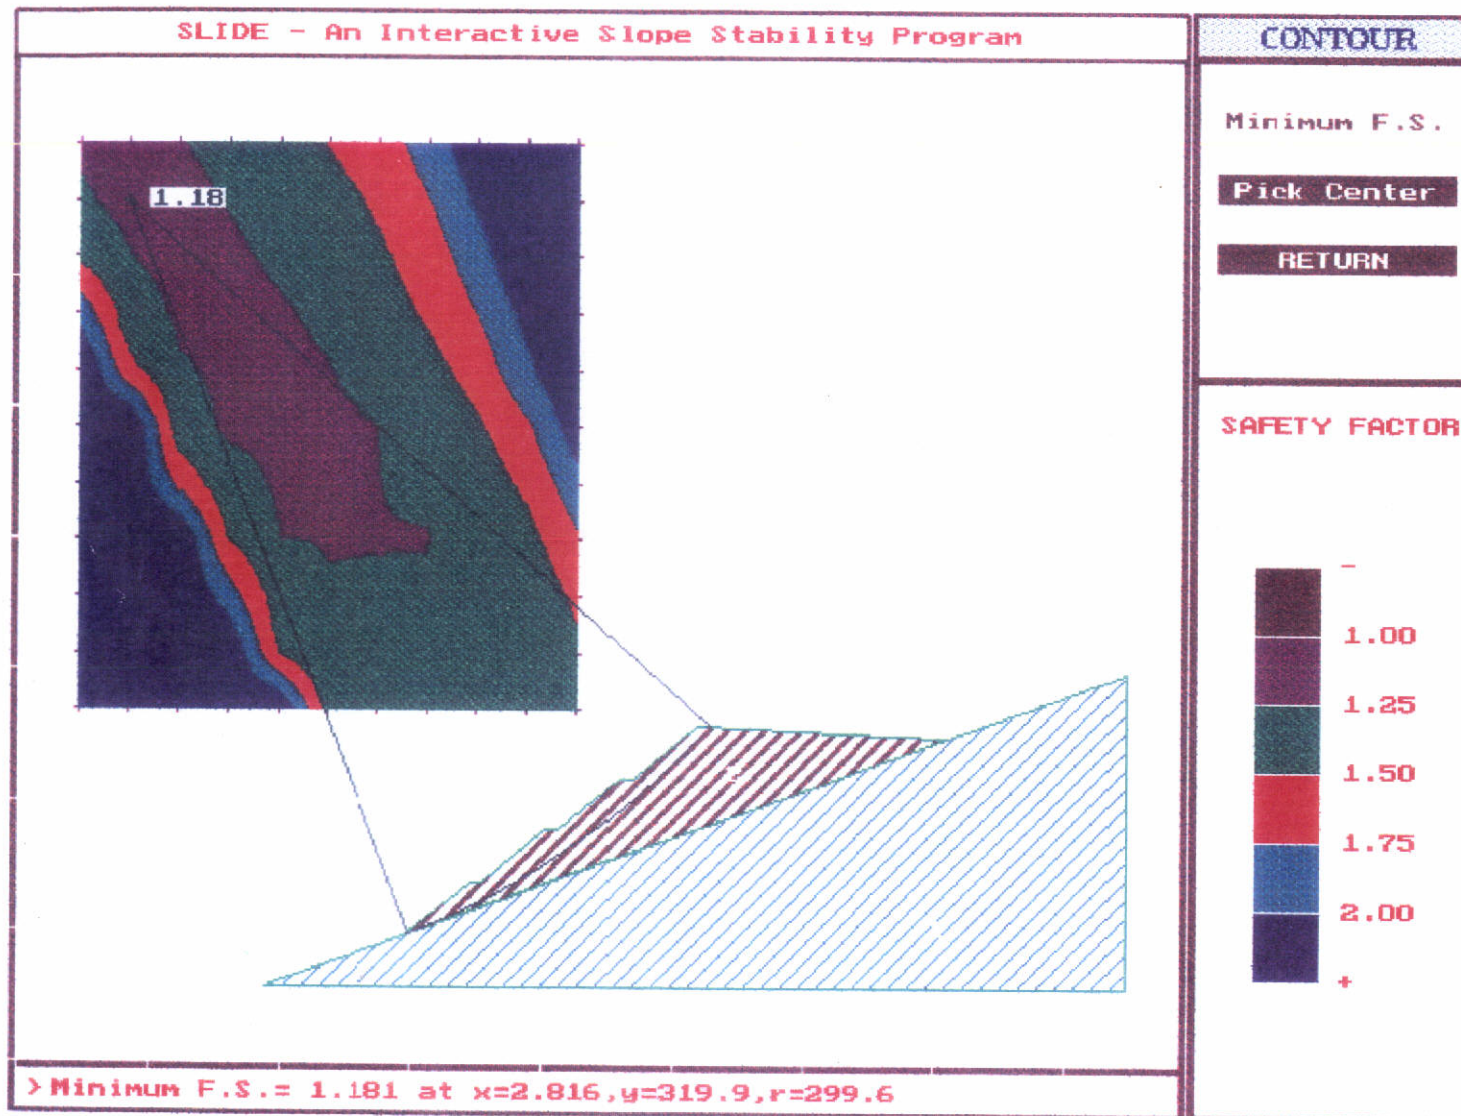 SLIDE - An Interactive Slope Stability Program
CONTOUR
Minimum F.S.
Pick Center
RETURN
1.18
SAFETY FACTOR
-
1.00
1.25
1.50
1.75
2.00
+
>Minimum F.S.= 1.181 at x=2.816,y=319.9,r=299.6